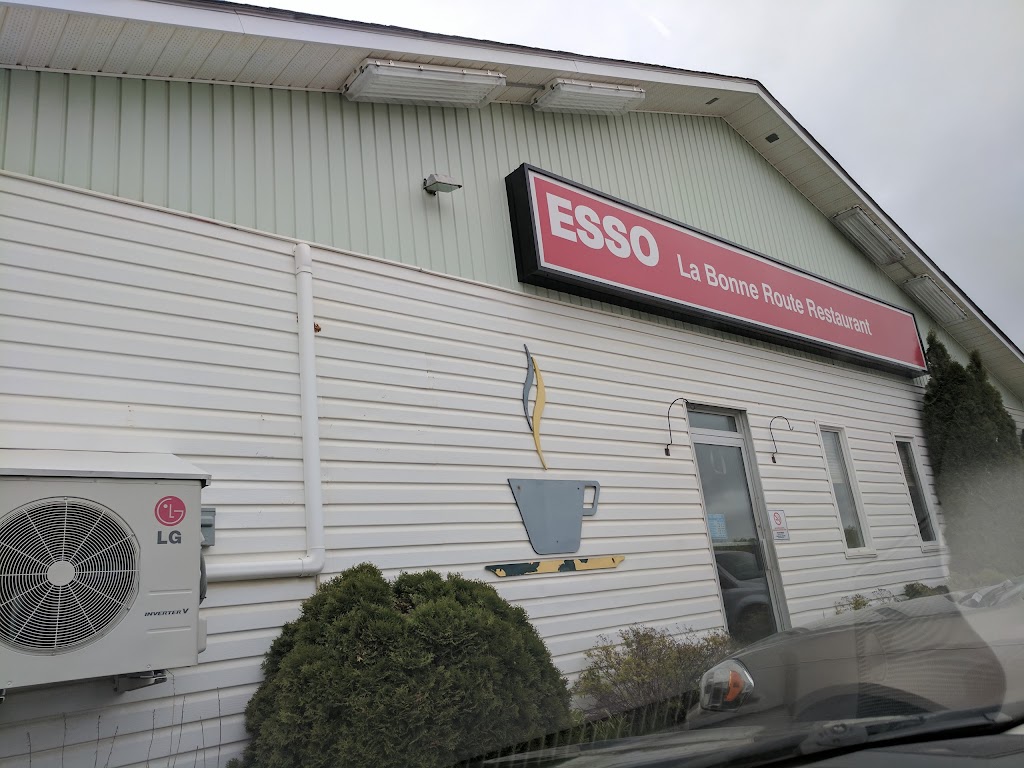 ESSO La Bonne Route Restaurant
LG
INVERTER V